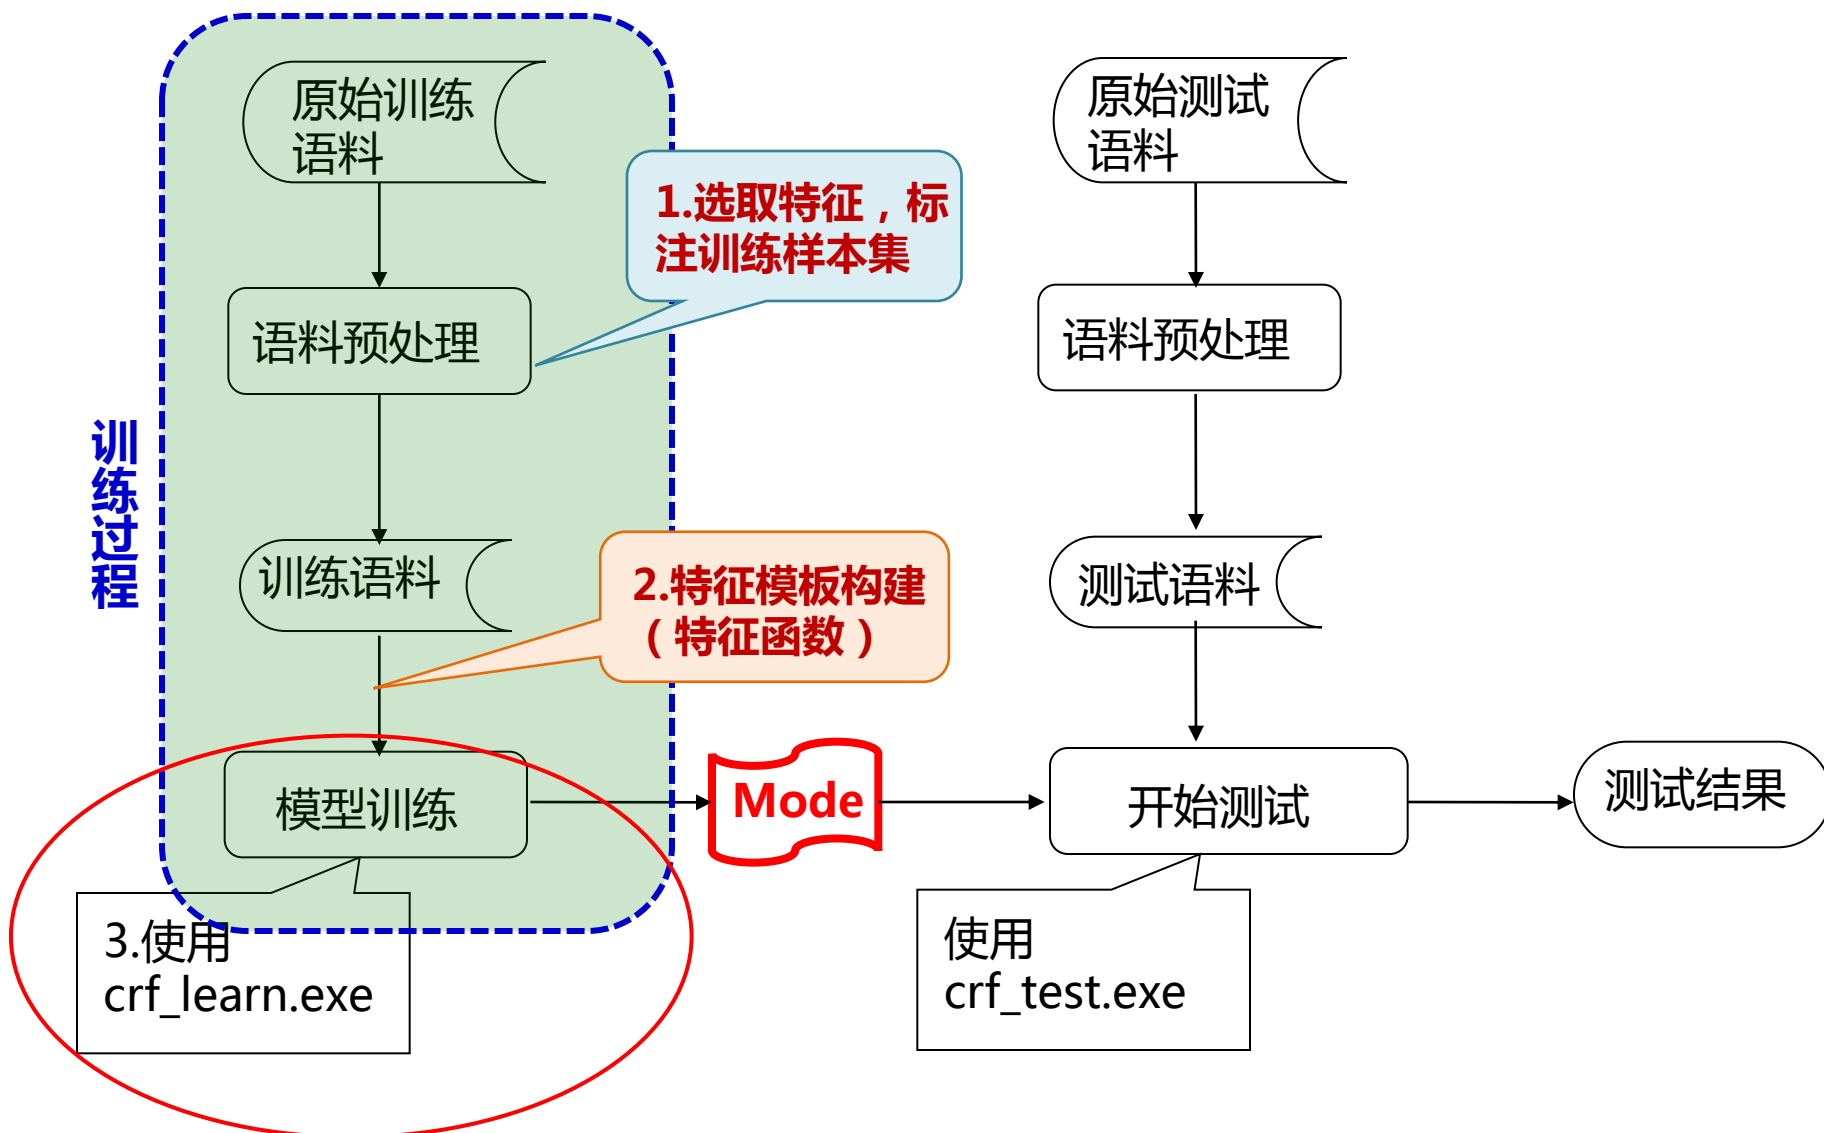 原始训练
语料
1.选取特征，标
注训练样本集
语料预处理
训练过程
训练语料
2.特征模板构建
（特征函数）
模型训练
3.使用
crf_learn.exe
Mode
原始测试
语料
语料预处理
测试语料
开始测试
使用
crf_test.exe
测试结果